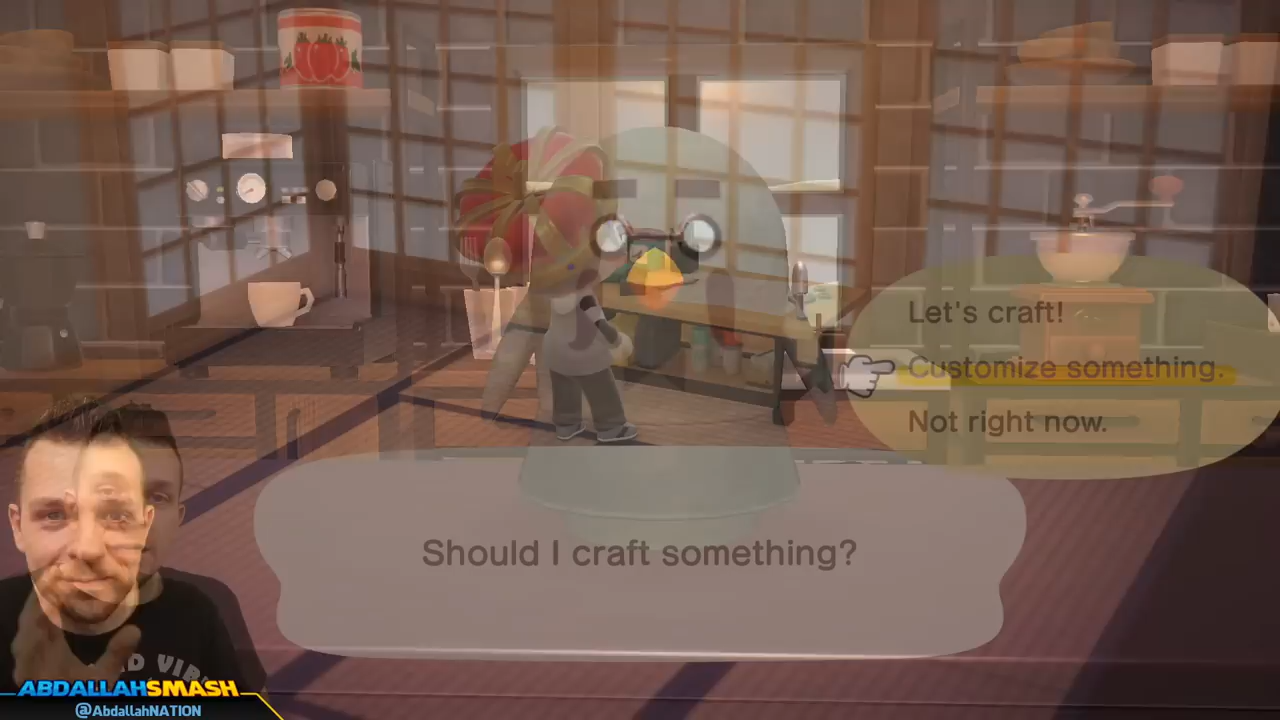 Let's craft!
Customize something.
Not right now.
Should I craft something?
ABDALLAHSMASH
@AbdallahNATION